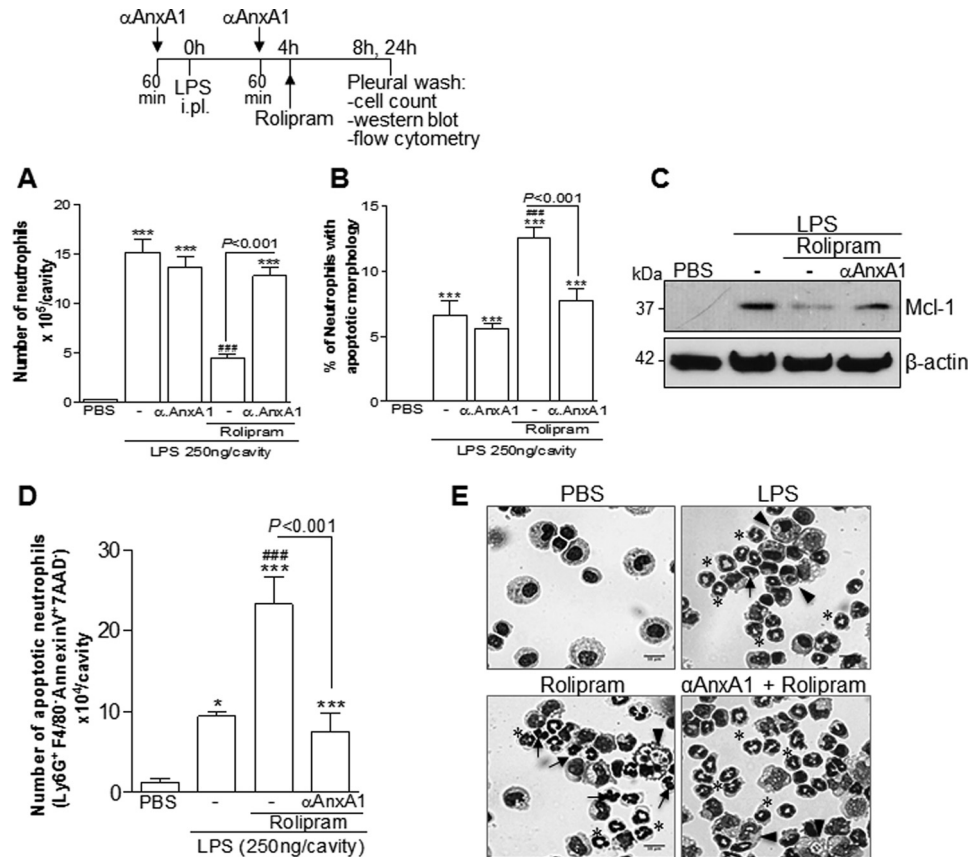 αAnxA1 αAnxA1
0h 4h 8h, 24h
60 min LPS i.pl. 60 min Rolipram
Pleural wash:
-cell count
-western blot
-flow cytometry
A
Number of neutrophils
x 10⁵/cavity
20
15
10
5
0
*** *** ### ***
P<0.001
PBS - α.AnxA1 - α.AnxA1
Rolipram
LPS 250ng/cavity
B
% of Neutrophils with
apoptotic morphology
15
10
5
0
*** *** ### *** ***
P<0.001
PBS - α.AnxA1 - α.AnxA1
Rolipram
LPS 250ng/cavity
C
LPS
Rolipram
kDa PBS - - αAnxA1
37 Mcl-1
42 β-actin
D
Number of apoptotic neutrophils
(Ly6G⁺ F4/80⁻AnnexinV⁺7AAD⁻)
x10⁴/cavity
30
20
10
0
* ### *** ***
P<0.001
PBS - - αAnxA1
Rolipram
LPS (250ng/cavity)
E
PBS LPS
* * * * * *
Rolipram αAnxA1 + Rolipram
* * * * * * * * *